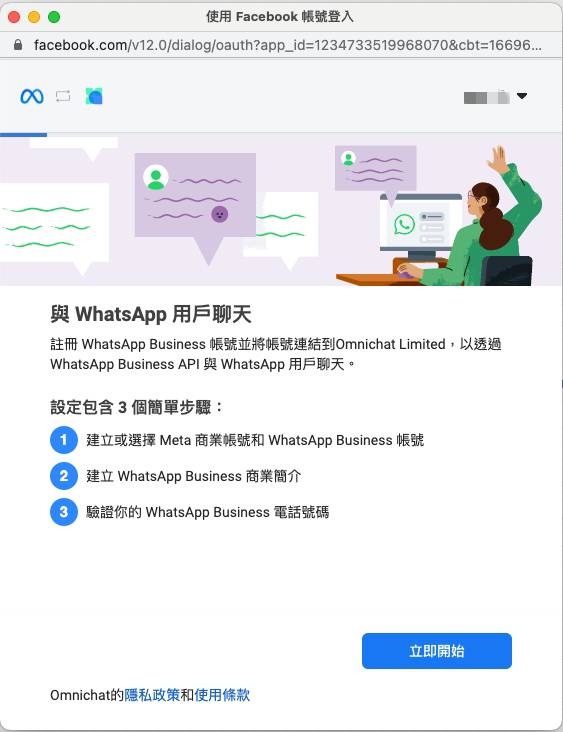 使用 Facebook 帳號登入
facebook.com/v12.0/dialog/oauth?app_id=1234733519968070&cbt=16696...
與 WhatsApp 用戶聊天
註冊 WhatsApp Business 帳號並將帳號連結到Omnichat Limited，以透過
WhatsApp Business API 與 WhatsApp 用戶聊天。
設定包含 3 個簡單步驟：
1 建立或選擇 Meta 商業帳號和 WhatsApp Business 帳號
2 建立 WhatsApp Business 商業簡介
3 驗證你的 WhatsApp Business 電話號碼
立即開始
Omnichat的隱私政策和使用條款